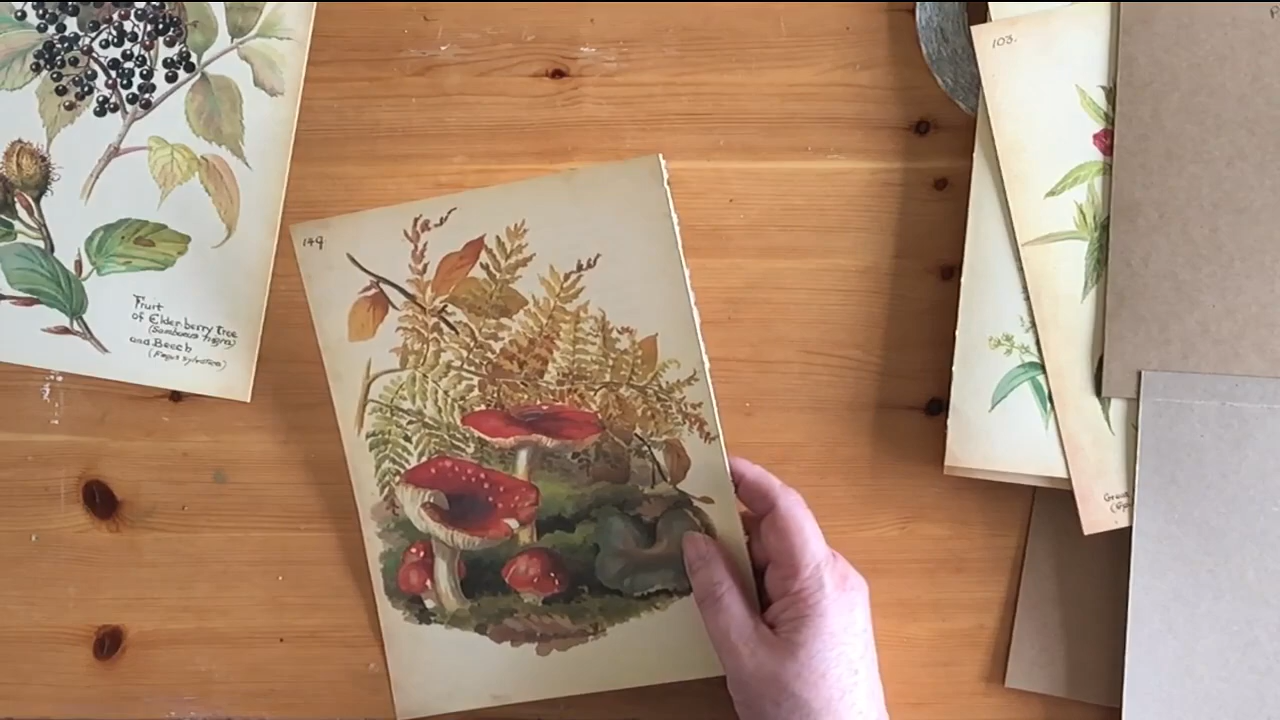 Fruit
of Elderberry Tree
(Sambucus nigra)
and Beech
(Fagus sylvatica)
149
103.